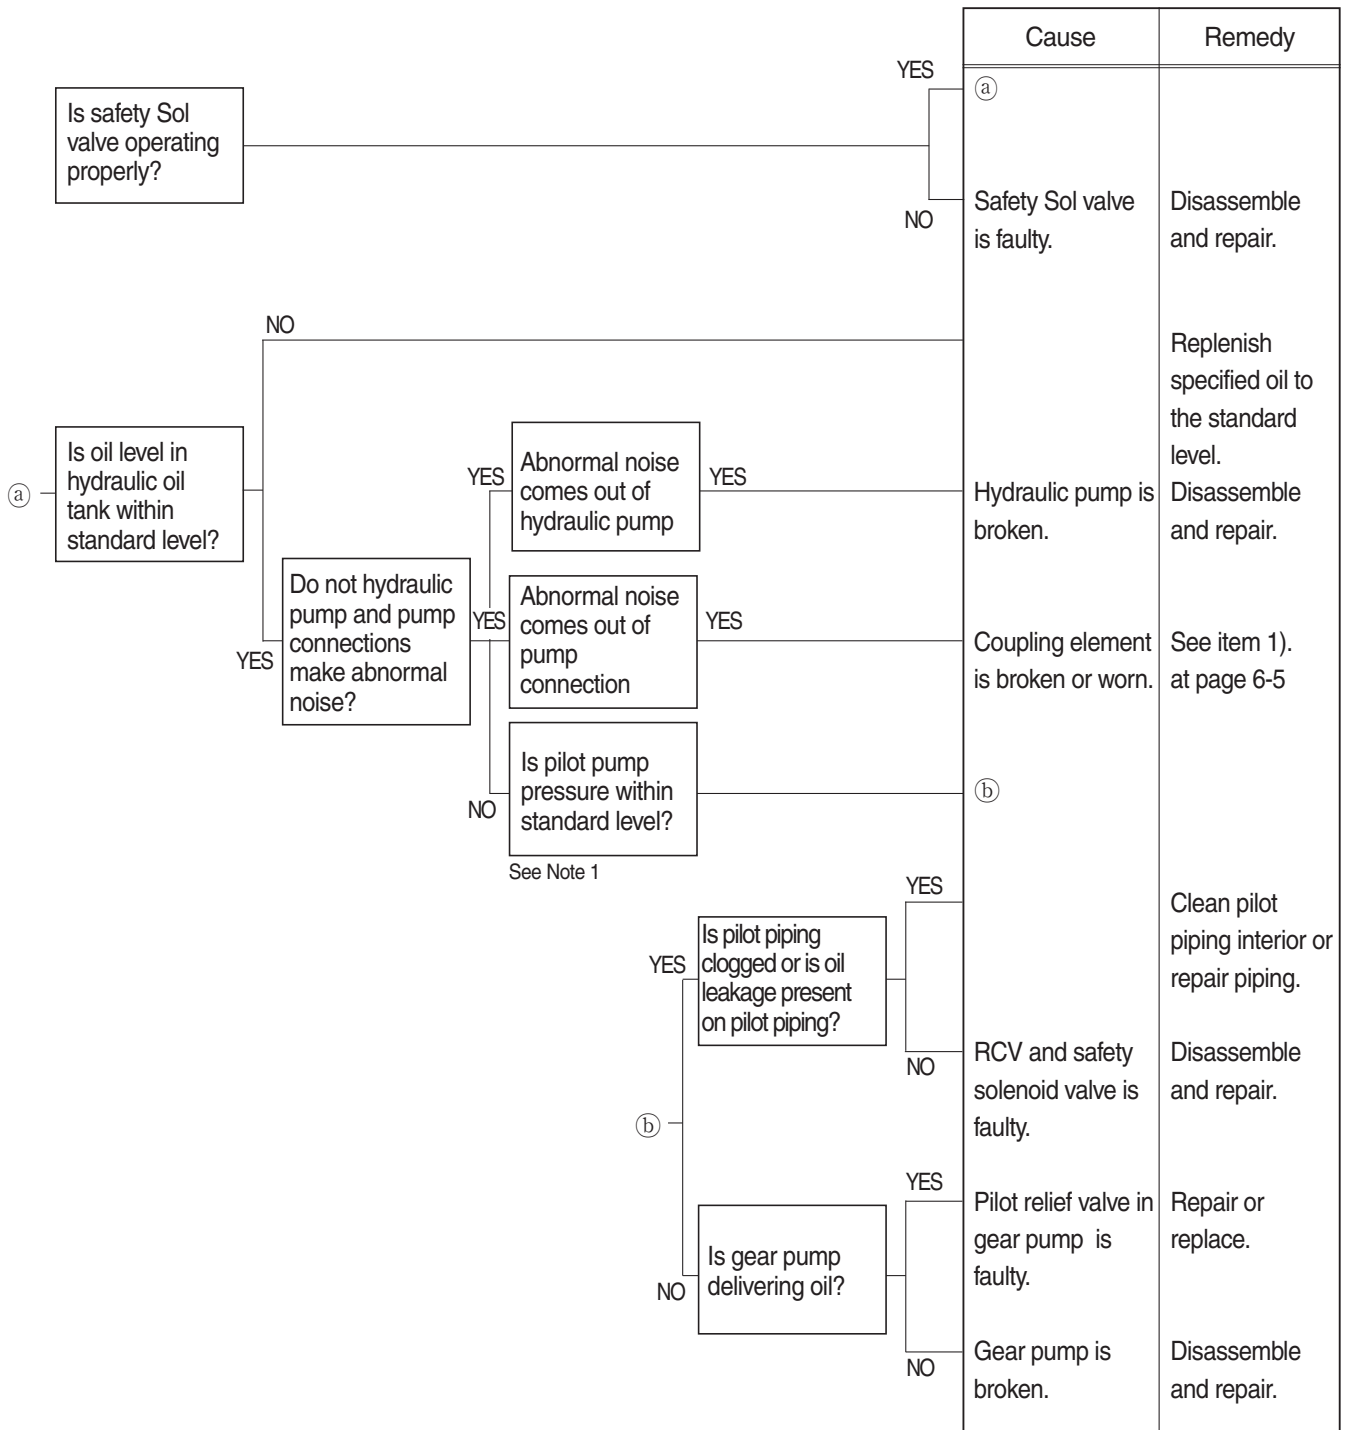 Cause
Remedy
YES
ⓐ
Is safety Sol
valve operating
properly?
NO
Safety Sol valve
is faulty.
Disassemble
and repair.
NO
Replenish
specified oil to
the standard
level.
ⓐ
Is oil level in
hydraulic oil
tank within
standard level?
YES
Abnormal noise
comes out of
hydraulic pump
YES
Hydraulic pump is
broken.
Disassemble
and repair.
YES
Do not hydraulic
pump and pump
connections
make abnormal
noise?
YES
Abnormal noise
comes out of
pump
connection
YES
Coupling element
is broken or worn.
See item 1).
at page 6-5
NO
Is pilot pump
pressure within
standard level?
ⓑ
See Note 1
YES
Clean pilot
piping interior or
repair piping.
YES
Is pilot piping
clogged or is oil
leakage present
on pilot piping?
NO
RCV and safety
solenoid valve is
faulty.
Disassemble
and repair.
ⓑ
YES
Pilot relief valve in
gear pump is
faulty.
Repair or
replace.
NO
Is gear pump
delivering oil?
NO
Gear pump is
broken.
Disassemble
and repair.